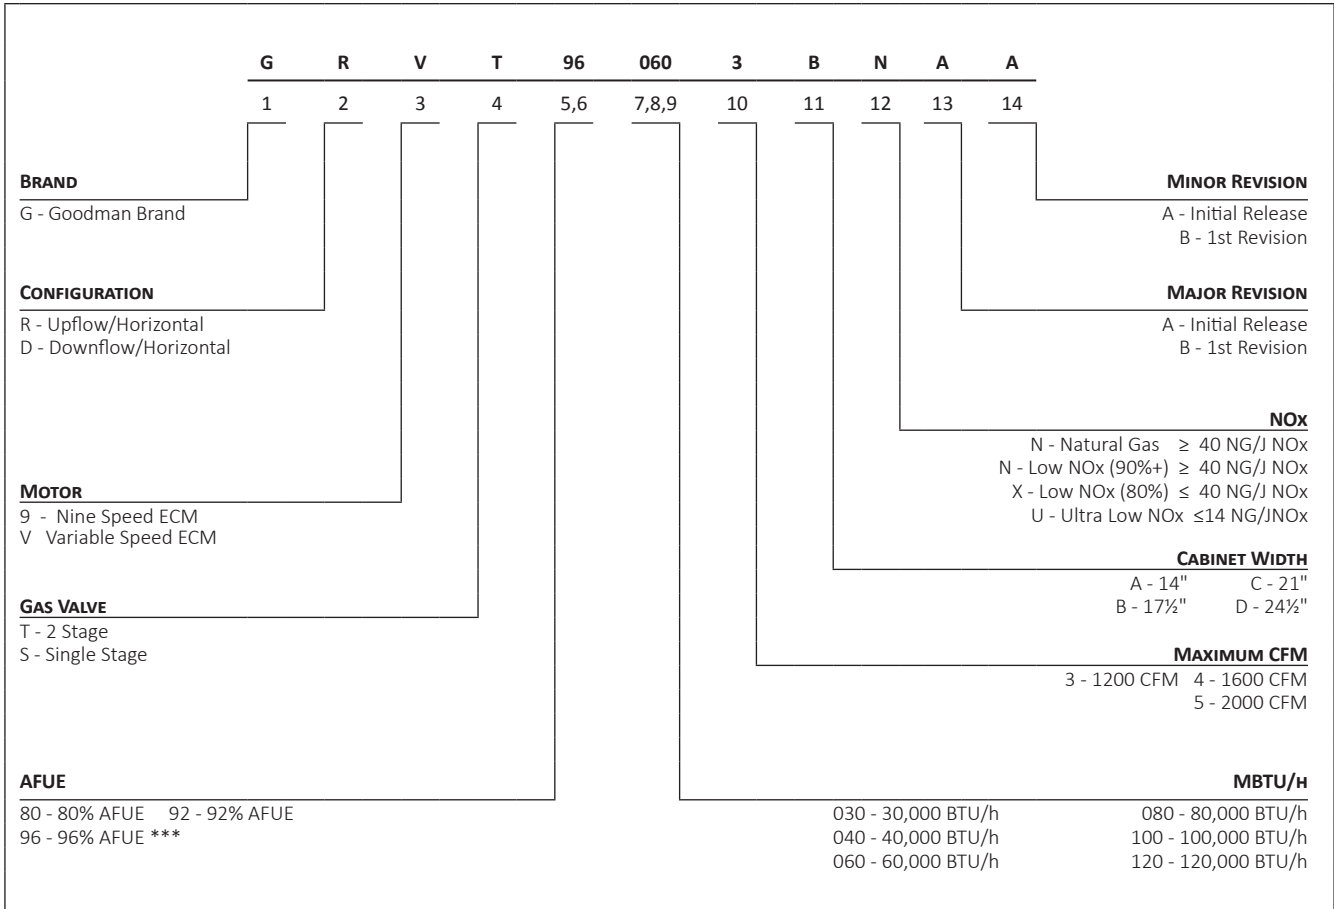 G R V T 96 060 3 B N A A
1 2 3 4 5,6 7,8,9 10 11 12 13 14
BRAND
G - Goodman Brand
CONFIGURATION
R - Upflow/Horizontal
D - Downflow/Horizontal
MOTOR
9 - Nine Speed ECM
V Variable Speed ECM
GAS VALVE
T - 2 Stage
S - Single Stage
AFUE
80 - 80% AFUE 92 - 92% AFUE
96 - 96% AFUE ***
MINOR REVISION
A - Initial Release
B - 1st Revision
MAJOR REVISION
A - Initial Release
B - 1st Revision
NOx
N - Natural Gas ≥ 40 NG/J NOx
N - Low NOx (90%+) ≥ 40 NG/J NOx
X - Low NOx (80%) ≤ 40 NG/J NOx
U - Ultra Low NOx ≤14 NG/JNOx
CABINET WIDTH
A - 14" C - 21"
B - 17½" D - 24½"
MAXIMUM CFM
3 - 1200 CFM 4 - 1600 CFM
5 - 2000 CFM
MBTU/H
030 - 30,000 BTU/h 080 - 80,000 BTU/h
040 - 40,000 BTU/h 100 - 100,000 BTU/h
060 - 60,000 BTU/h 120 - 120,000 BTU/h